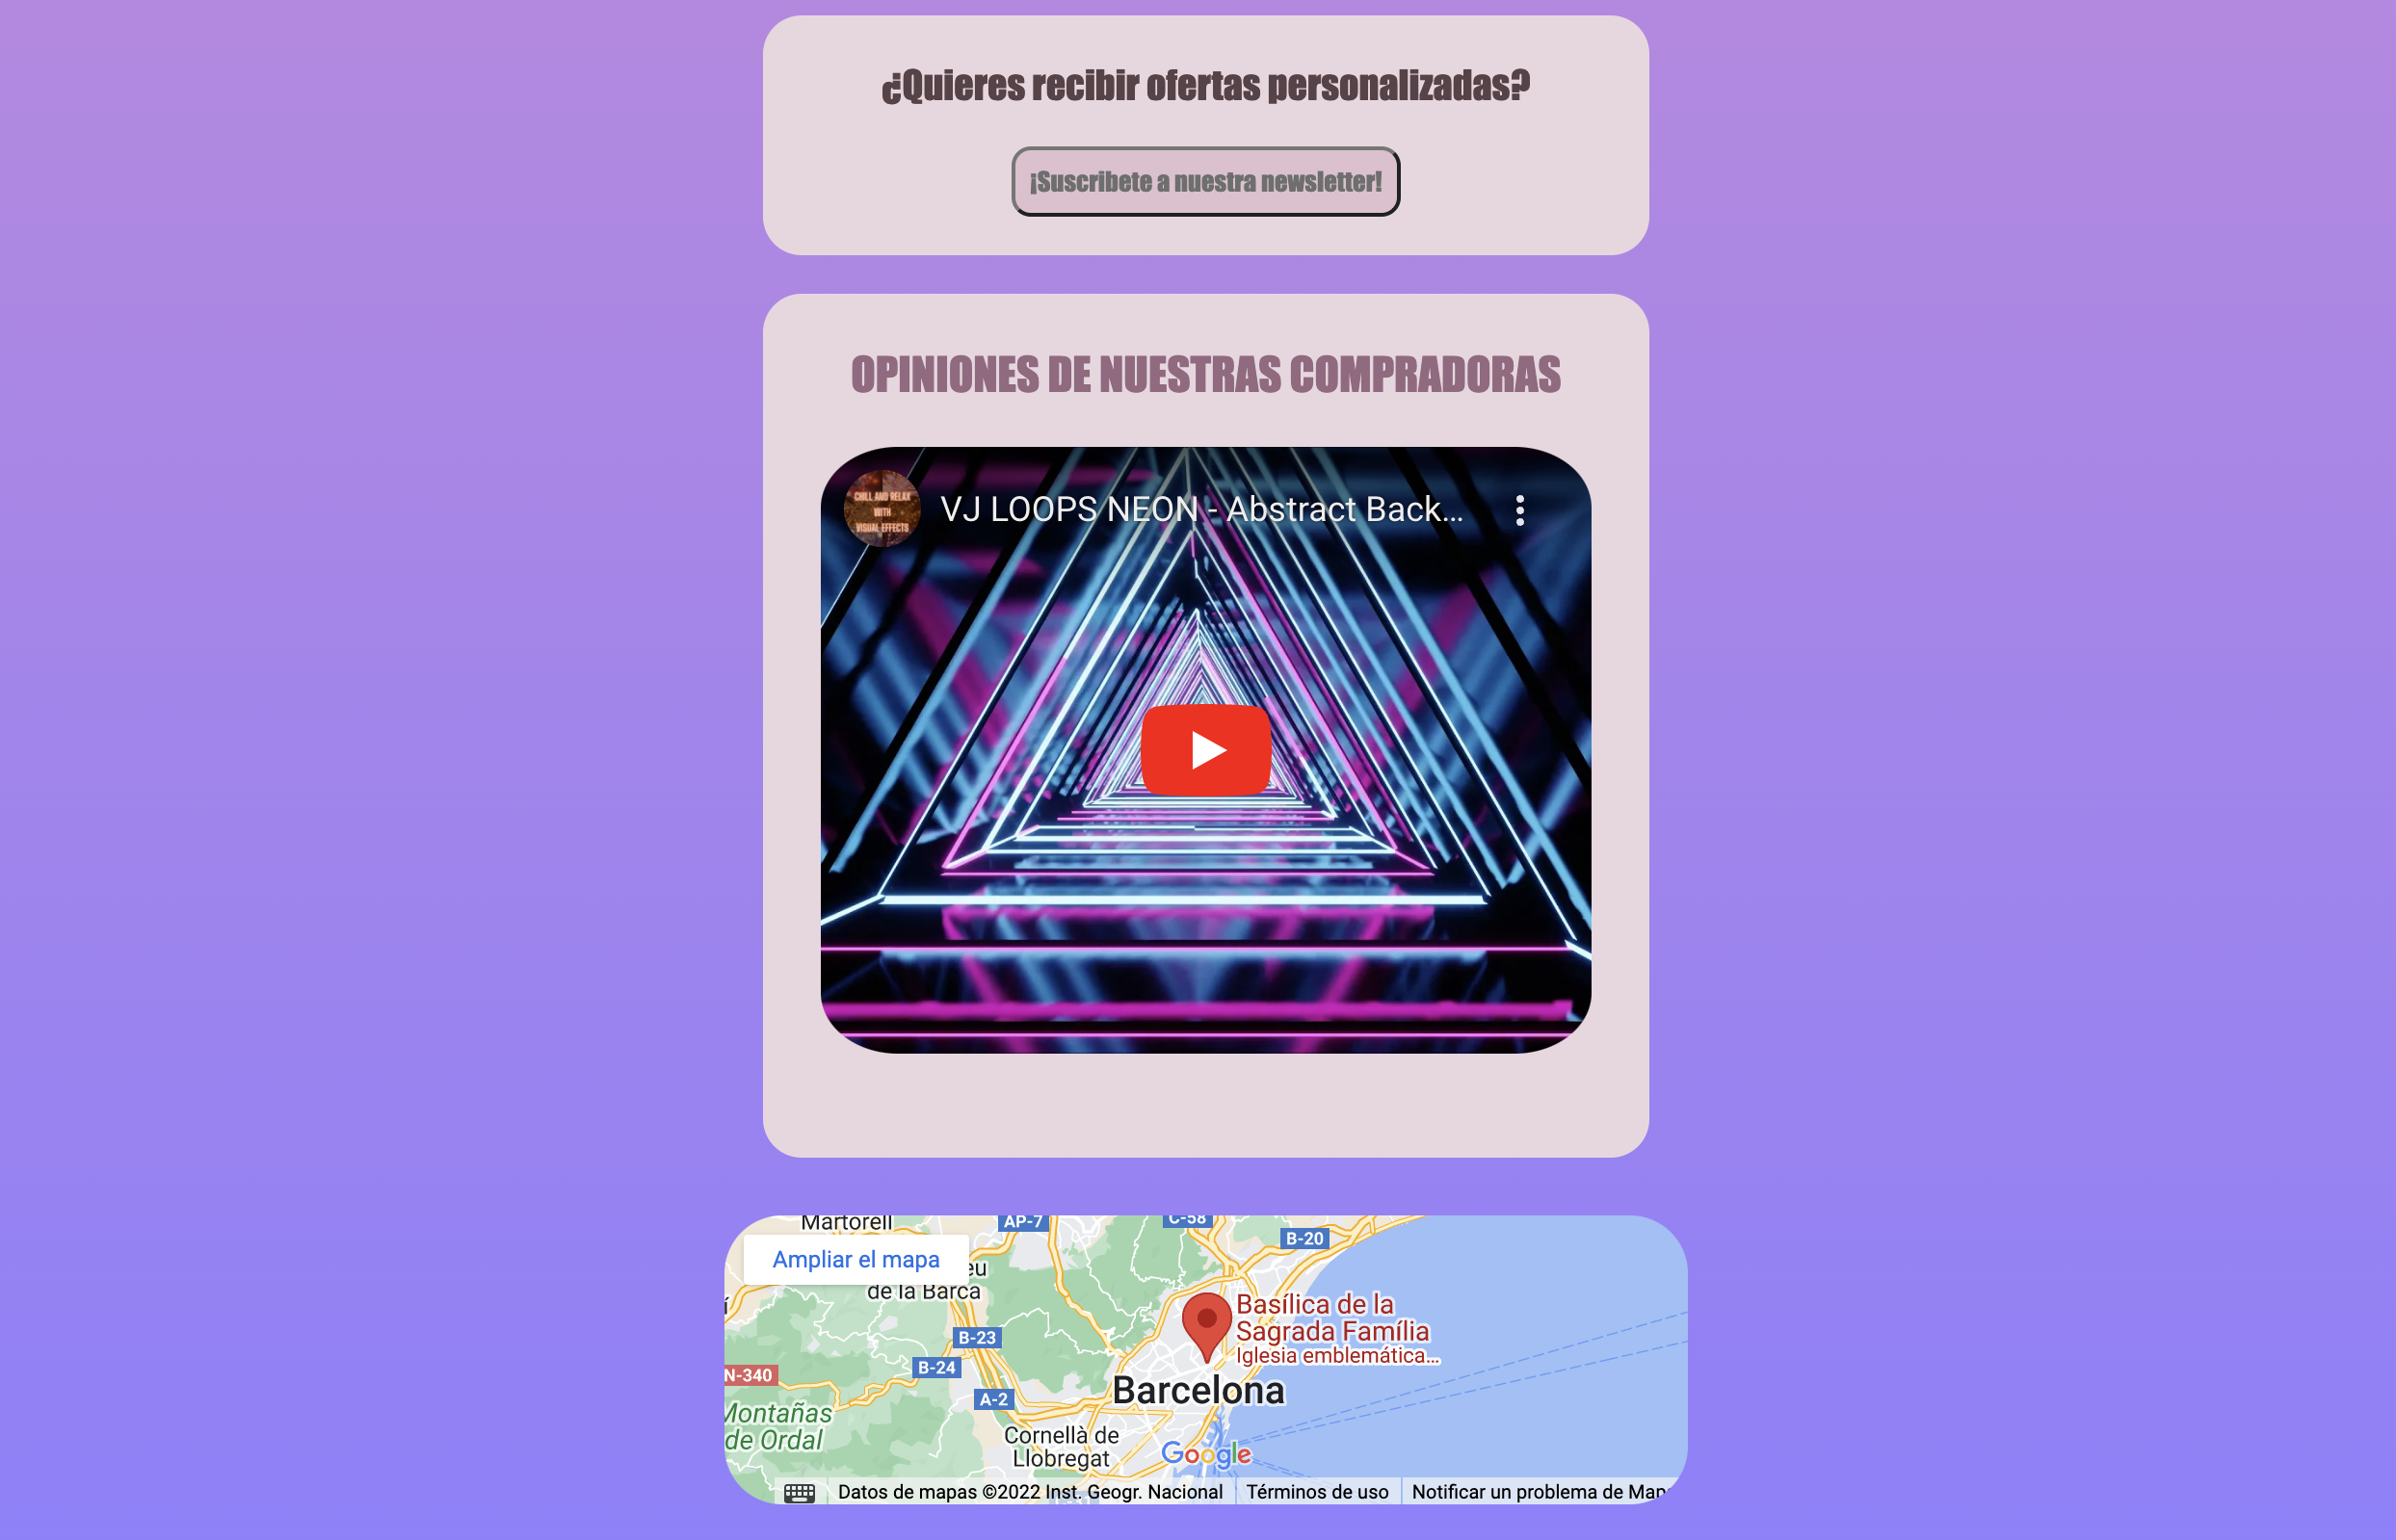 ¿Quieres recibir ofertas personalizadas?
¡Suscribete a nuestra newsletter!
OPINIONES DE NUESTRAS COMPRADORAS
CHILL AND RELAX
WITH
VISUAL EFFECTS
VJ LOOPS NEON - Abstract Back...
Martorell
AP-7
C-58
B-20
Ampliar el mapa
de la Barca
Basílica de la
Sagrada Família
Iglesia emblemática...
B-23
B-24
N-340
A-2
Barcelona
Montañas
de Ordal
Cornellà de
Llobregat
Google
Datos de mapas ©2022 Inst. Geogr. Nacional
Términos de uso
Notificar un problema de Maps